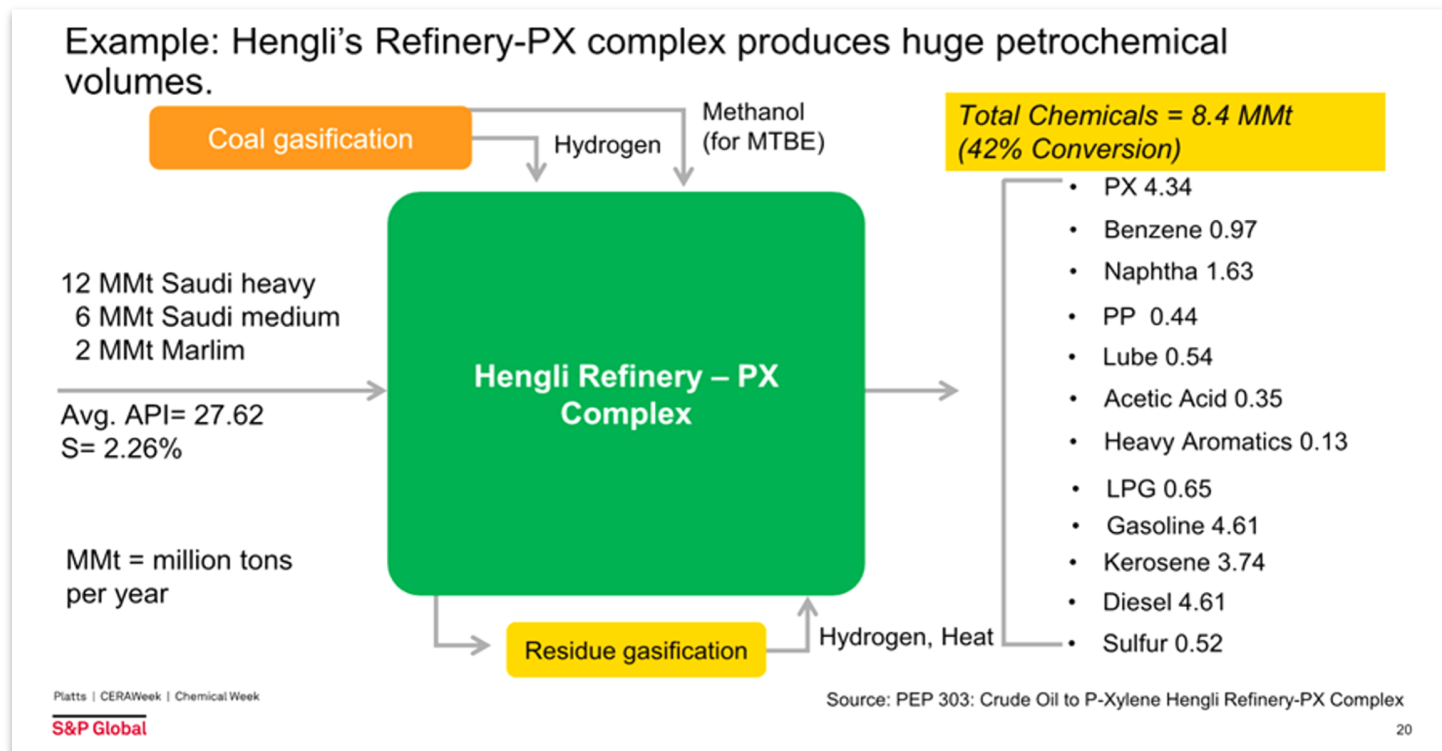 Example: Hengli's Refinery-PX complex produces huge petrochemical
volumes.
Coal gasification
Hydrogen
Methanol
(for MTBE)
Total Chemicals = 8.4 MMt
(42% Conversion)
12 MMt Saudi heavy
6 MMt Saudi medium
2 MMt Marlim
Avg. API= 27.62
S= 2.26%
MMt = million tons
per year
Hengli Refinery – PX
Complex
• PX 4.34
• Benzene 0.97
• Naphtha 1.63
• PP 0.44
• Lube 0.54
• Acetic Acid 0.35
• Heavy Aromatics 0.13
• LPG 0.65
• Gasoline 4.61
• Kerosene 3.74
• Diesel 4.61
• Sulfur 0.52
Residue gasification
Hydrogen, Heat
Platts | CERAWeek | Chemical Week
S&P Global
Source: PEP 303: Crude Oil to P-Xylene Hengli Refinery-PX Complex
20